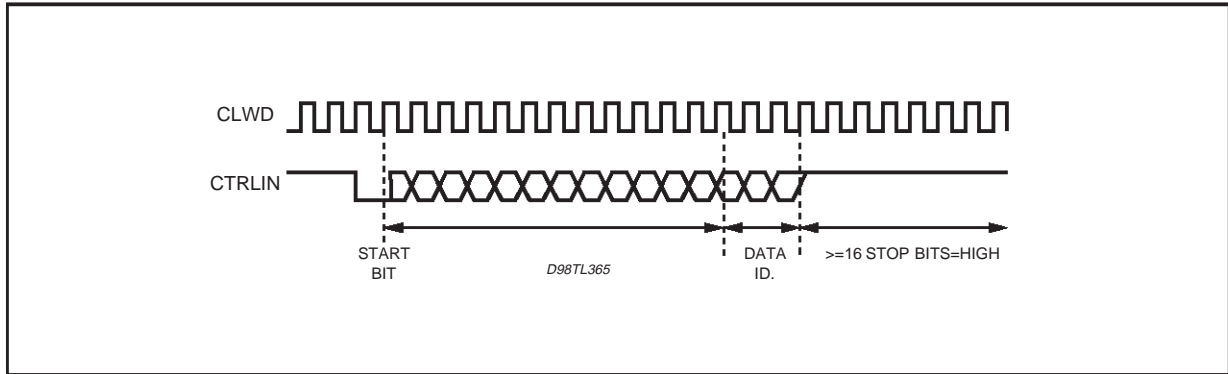 CLWD
CTRLIN
START
BIT
D98TL365
DATA
ID.
>=16 STOP BITS=HIGH